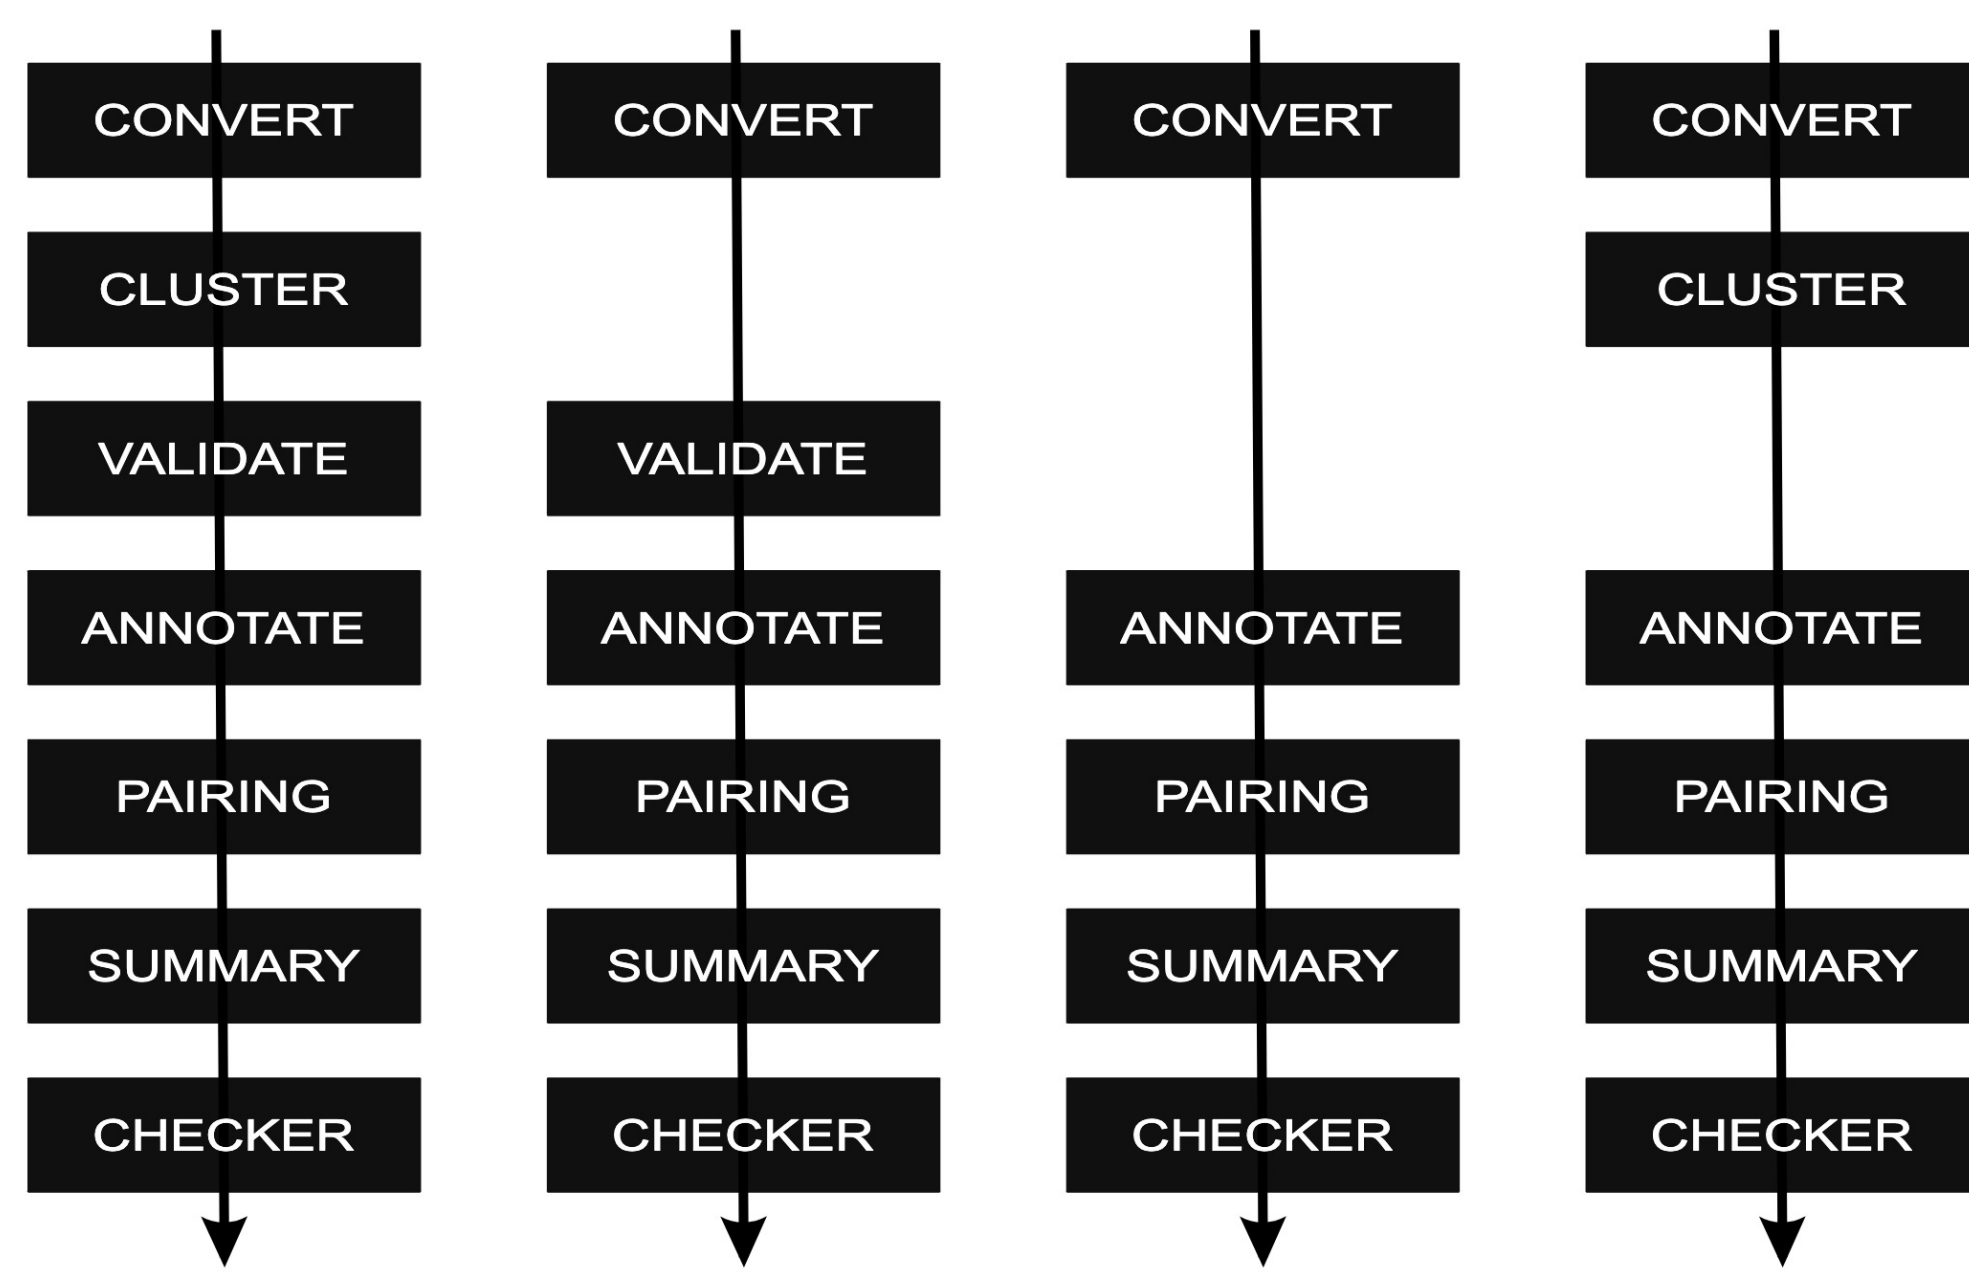 CONVERT CONVERT CONVERT CONVERT
CLUSTER CLUSTER
VALIDATE VALIDATE
ANNOTATE ANNOTATE ANNOTATE ANNOTATE
PAIRING PAIRING PAIRING PAIRING
SUMMARY SUMMARY SUMMARY SUMMARY
CHECKER CHECKER CHECKER CHECKER